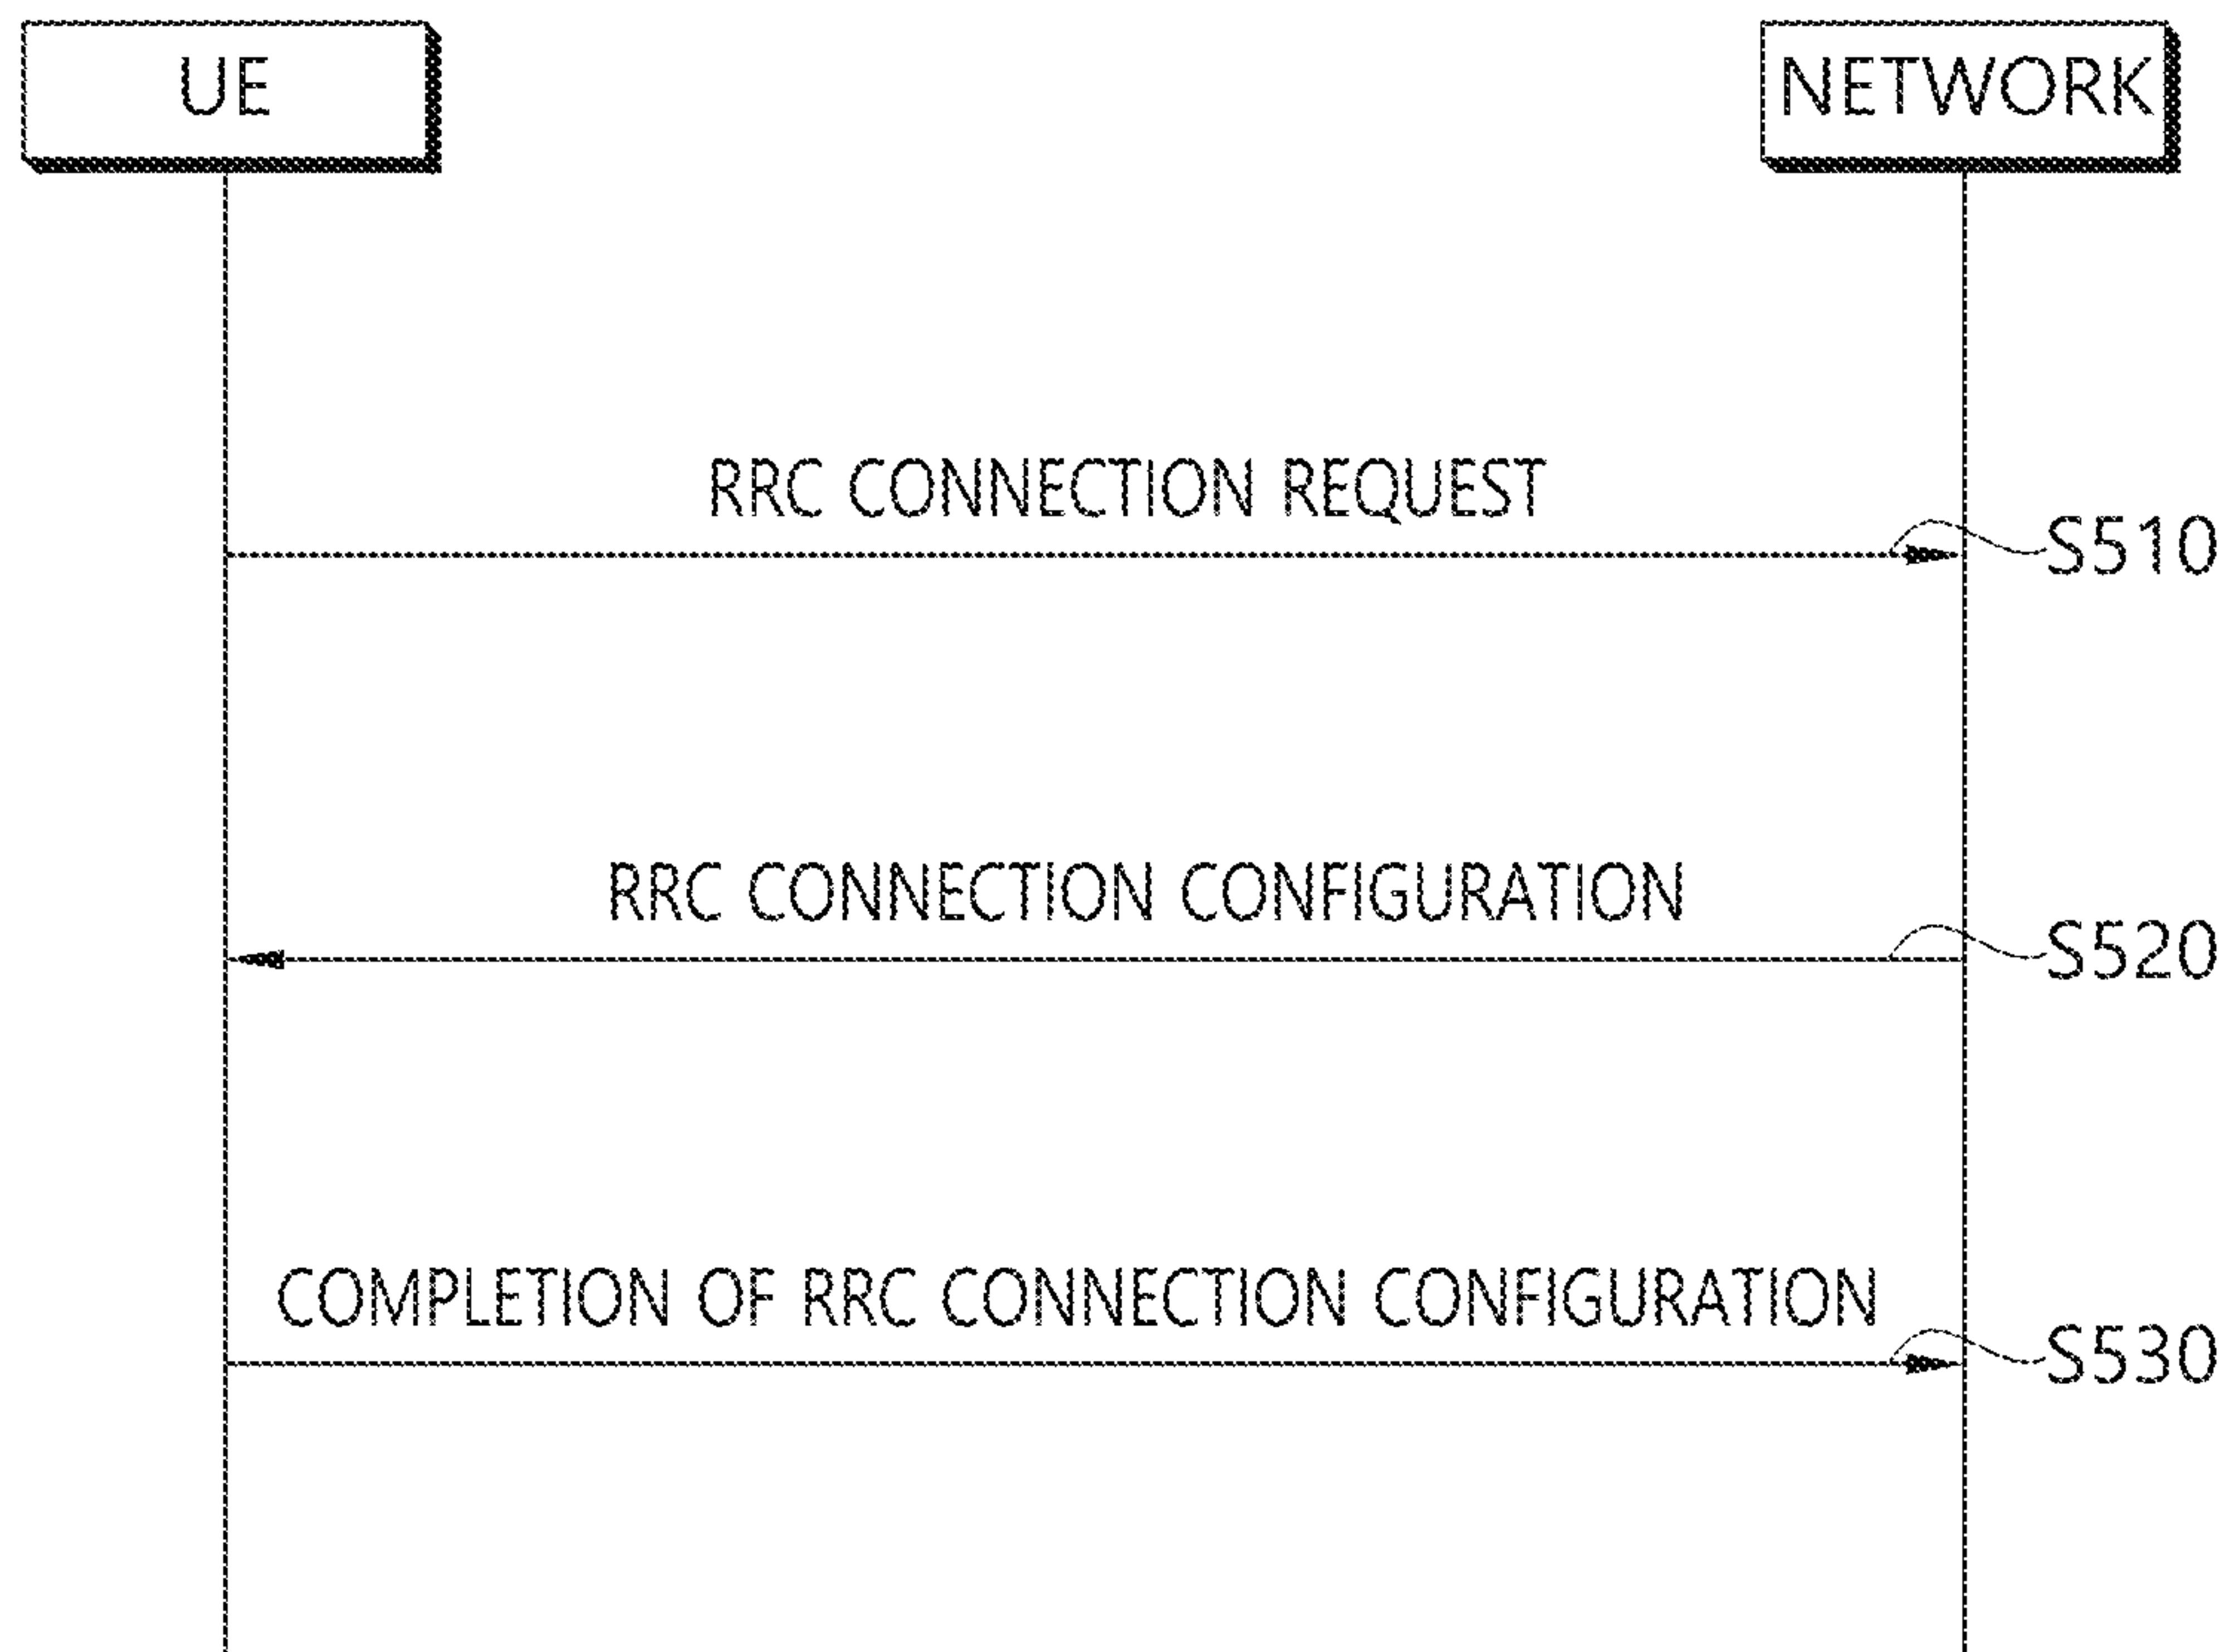 UE
NETWORK
RRC CONNECTION REQUEST
S510
RRC CONNECTION CONFIGURATION
S520
COMPLETION OF RRC CONNECTION CONFIGURATION
S530